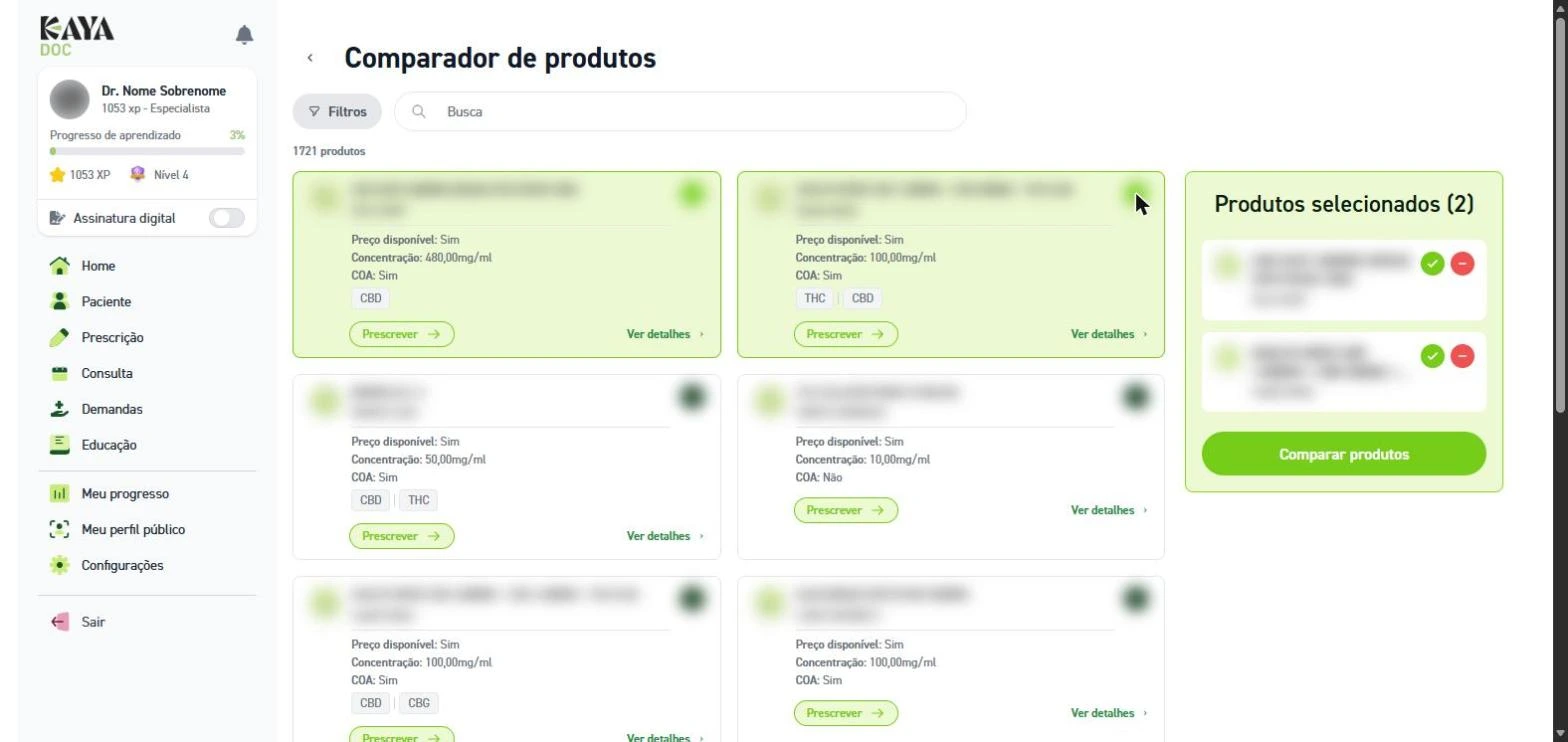 KAYA
DOC
Dr. Nome Sobrenome
1053 xp - Especialista
Progresso de aprendizado 3%
1053 XP Nível 4
Assinatura digital
Home
Paciente
Prescrição
Consulta
Demandas
Educação
Meu progresso
Meu perfil público
Configurações
Sair
Comparador de produtos
Filtros Busca
1721 produtos
Preço disponível: Sim
Concentração: 480,00mg/ml
COA: Sim
CBD
Prescrever Ver detalhes
Preço disponível: Sim
Concentração: 100,00mg/ml
COA: Sim
THC CBD
Prescrever Ver detalhes
Preço disponível: Sim
Concentração: 50,00mg/ml
COA: Sim
CBD THC
Prescrever Ver detalhes
Preço disponível: Sim
Concentração: 10,00mg/ml
COA: Não
Prescrever Ver detalhes
Preço disponível: Sim
Concentração: 100,00mg/ml
COA: Sim
CBD CBG
Prescrever Ver detalhes
Preço disponível: Sim
Concentração: 100,00mg/ml
COA: Sim
Prescrever Ver detalhes
Produtos selecionados (2)
Comparar produtos